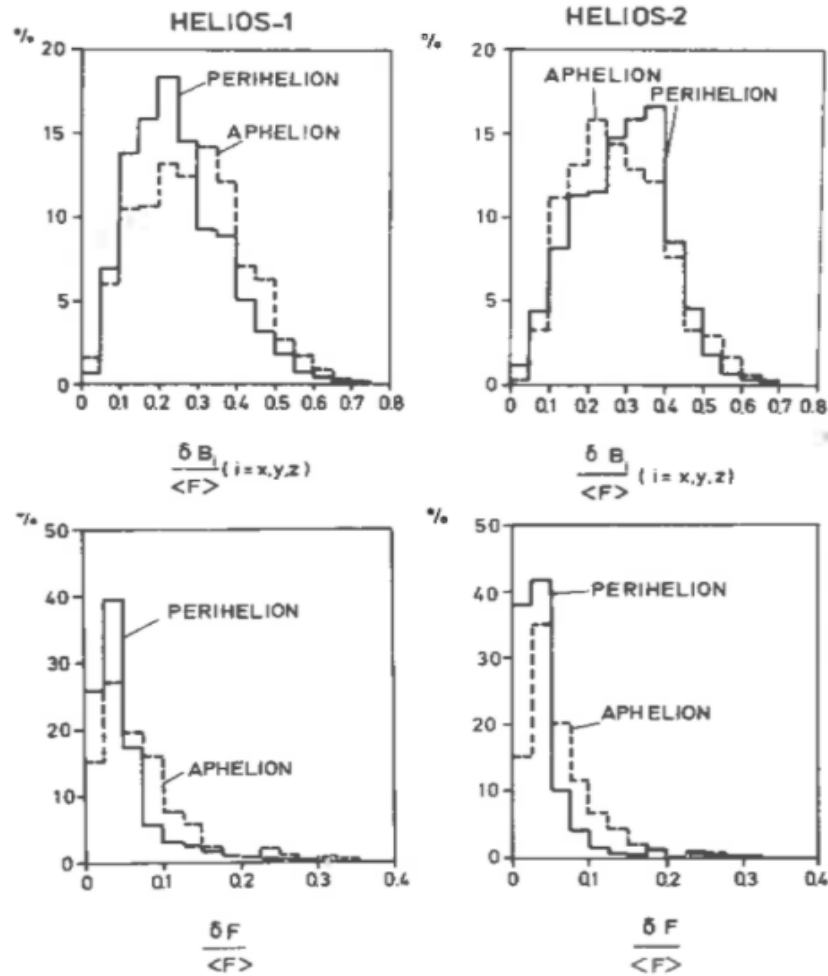 HELIOS-1
%
20
15
10
5
0
PERIHELION
APHELION
0 0.1 0.2 0.3 0.4 0.5 0.6 0.7 0.8
δ B_i
<F> (i=x,y,z)
HELIOS-2
%
20
15
10
5
0
APHELION
PERIHELION
0 0.1 0.2 0.3 0.4 0.5 0.6 0.7 0.8
δ B_i
<F> (i=x,y,z)
%
50
40
30
20
10
0
PERIHELION
APHELION
0 0.1 0.2 0.3 0.4
δ F
<F>
%
50
40
30
20
10
0
PERIHELION
APHELION
0 0.1 0.2 0.3 0.4
δ F
<F>